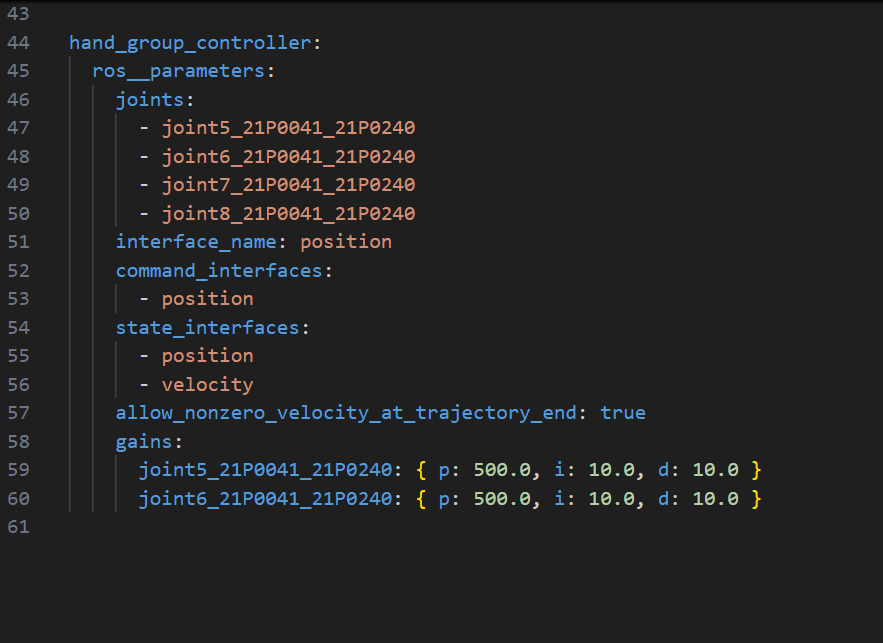 43
44 hand_group_controller:
45 ros__parameters:
46 joints:
47 - joint5_21P0041_21P0240
48 - joint6_21P0041_21P0240
49 - joint7_21P0041_21P0240
50 - joint8_21P0041_21P0240
51 interface_name: position
52 command_interfaces:
53 - position
54 state_interfaces:
55 - position
56 - velocity
57 allow_nonzero_velocity_at_trajectory_end: true
58 gains:
59 joint5_21P0041_21P0240: { p: 500.0, i: 10.0, d: 10.0 }
60 joint6_21P0041_21P0240: { p: 500.0, i: 10.0, d: 10.0 }
61